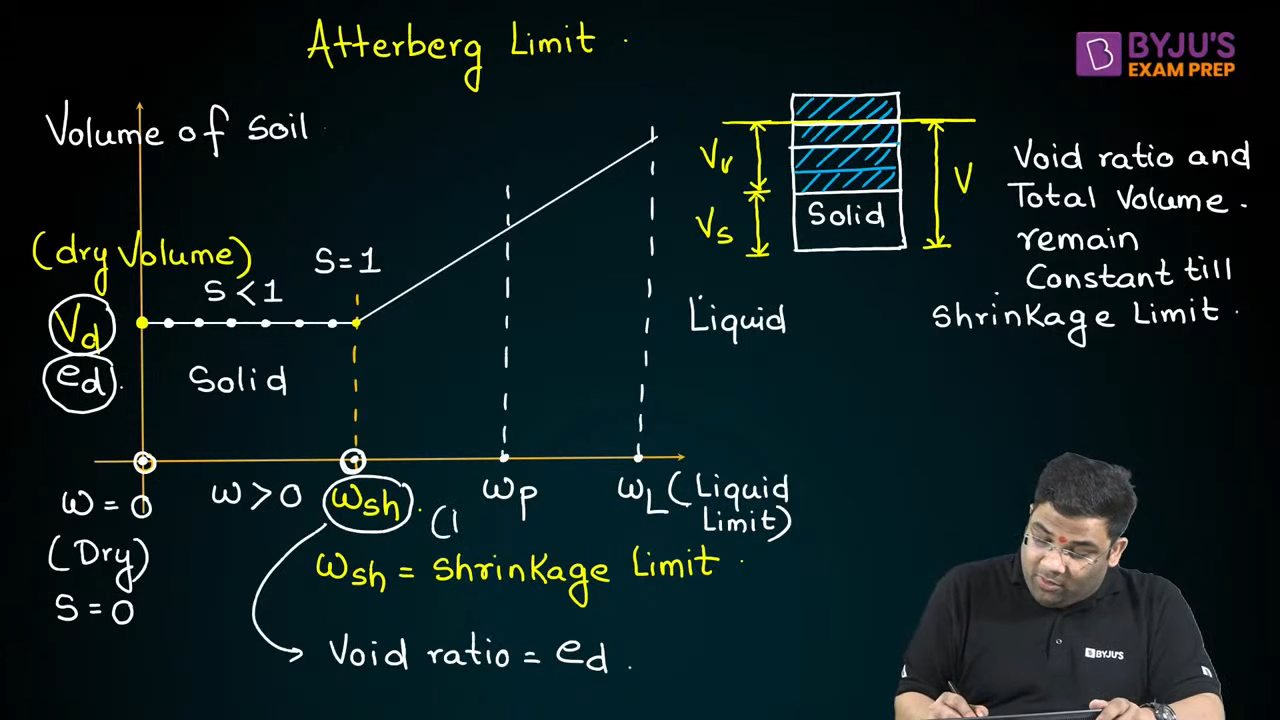 Atterberg Limit
BYJU'S
EXAM PREP
Volume of Soil
(dry Volume)
S < 1
S = 1
Vd
ed
Solid
Liquid
Vv
Vs
Solid
V
Void ratio and
Total Volume.
remain
Constant till
Shrinkage Limit.
ω = 0
(Dry)
S = 0
ω > 0
ωsh
(l
ωp
ωL (Liquid
Limit)
ωsh = Shrinkage Limit.
Void ratio = ed.
BYJU'S